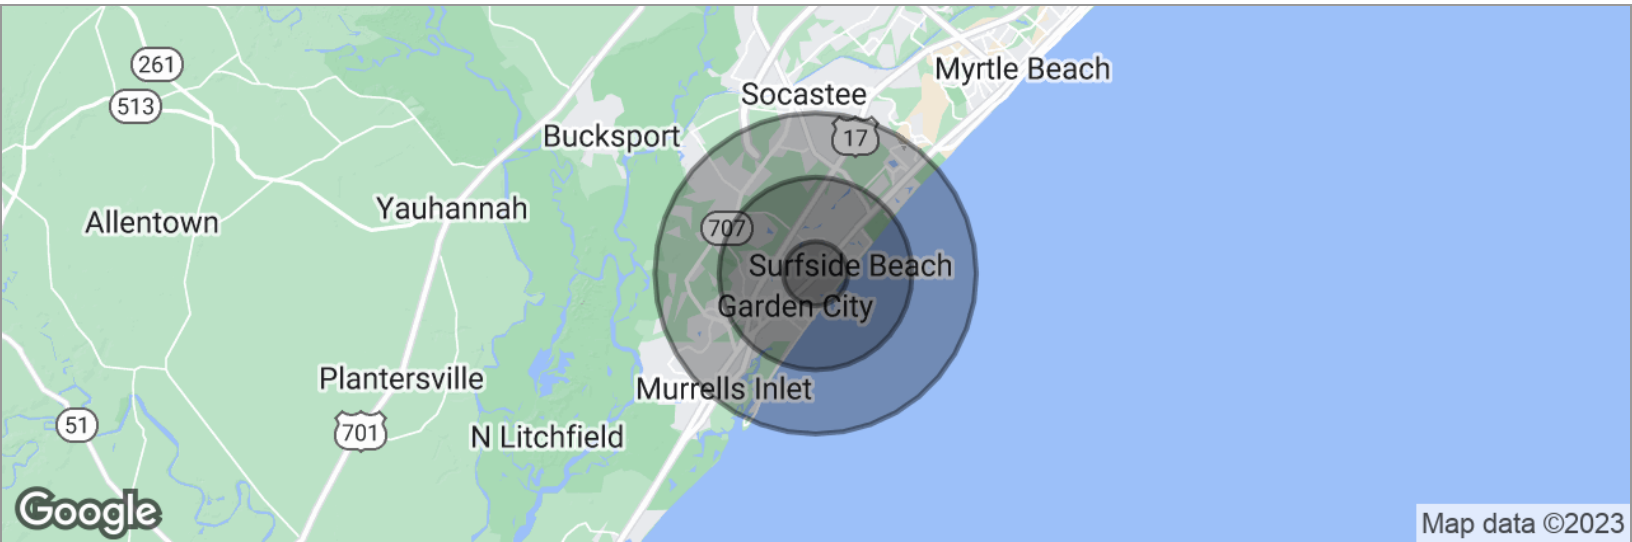 261
Myrtle Beach
513
Socastee
Bucksport
17
Yauhannah
Allentown
707
Surfside Beach
Garden City
Plantersville
Murrells Inlet
51
701
N Litchfield
Google
Map data ©2023